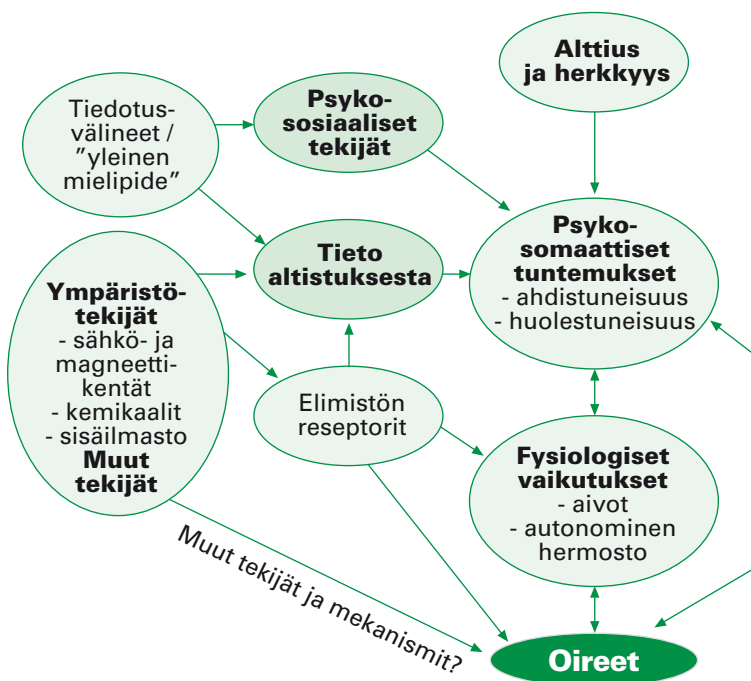 Alttius
ja herkkyys
Tiedotus-
välineet /
”yleinen
mielipide”
Psyko-
sosiaaliset
tekijät
Psyko-
somaattiset
tuntemukset
- ahdistuneisuus
- huolestuneisuus
Tieto
altistuksesta
Ympäristö-
tekijät
- sähkö- ja
magneetti-
kentät
- kemikaalit
- sisäilmasto
Muut
tekijät
Elimistön
reseptorit
Fysiologiset
vaikutukset
- aivot
- autonominen
hermosto
Muut tekijät ja mekanismit?
Oireet